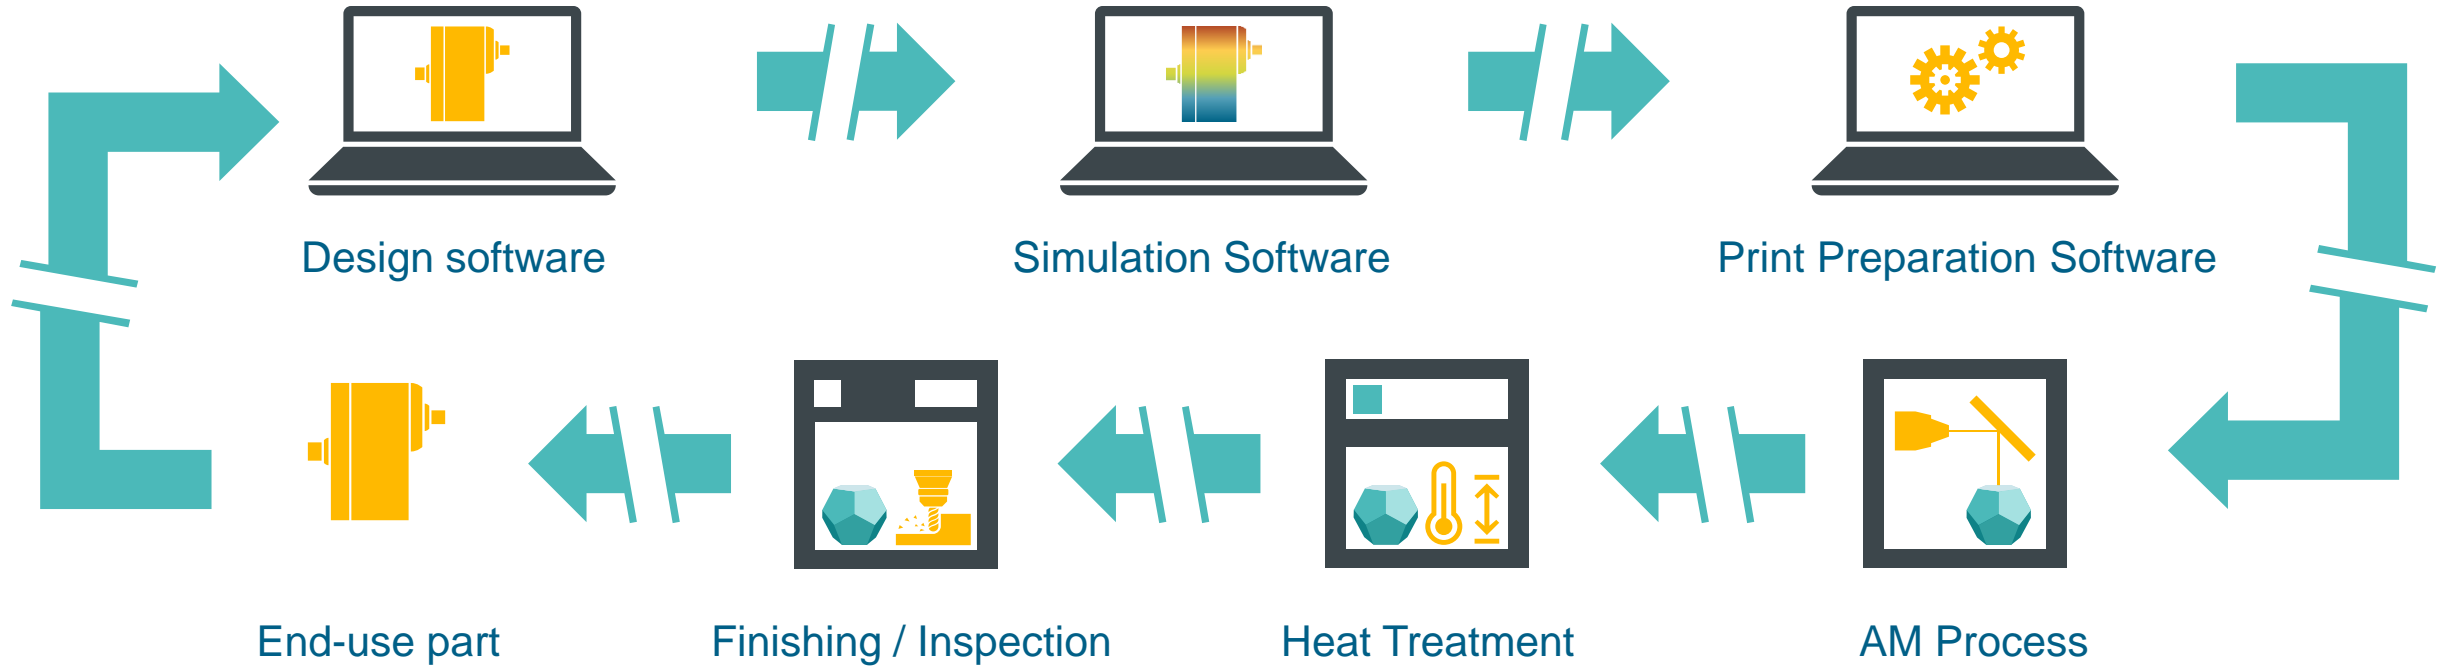 Design software
Simulation Software
Print Preparation Software
End-use part
Finishing / Inspection
Heat Treatment
AM Process